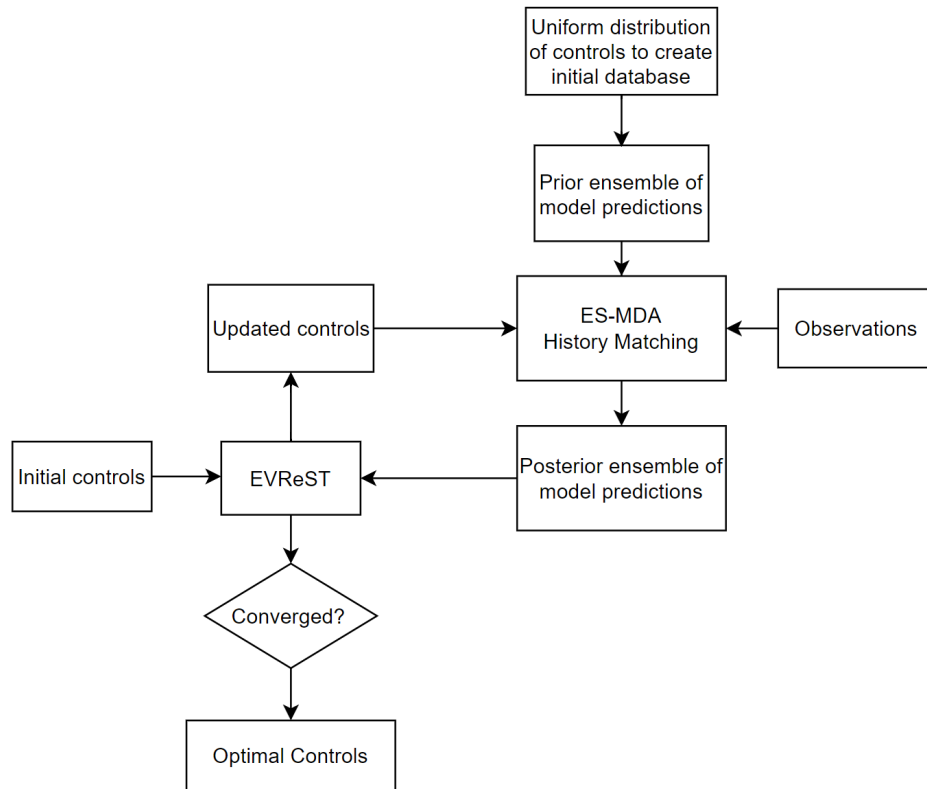 Uniform distribution
of controls to create
initial database
Prior ensemble of
model predictions
Updated controls
ES-MDA
History Matching
Observations
Initial controls
EVReST
Posterior ensemble of
model predictions
Converged?
Optimal Controls